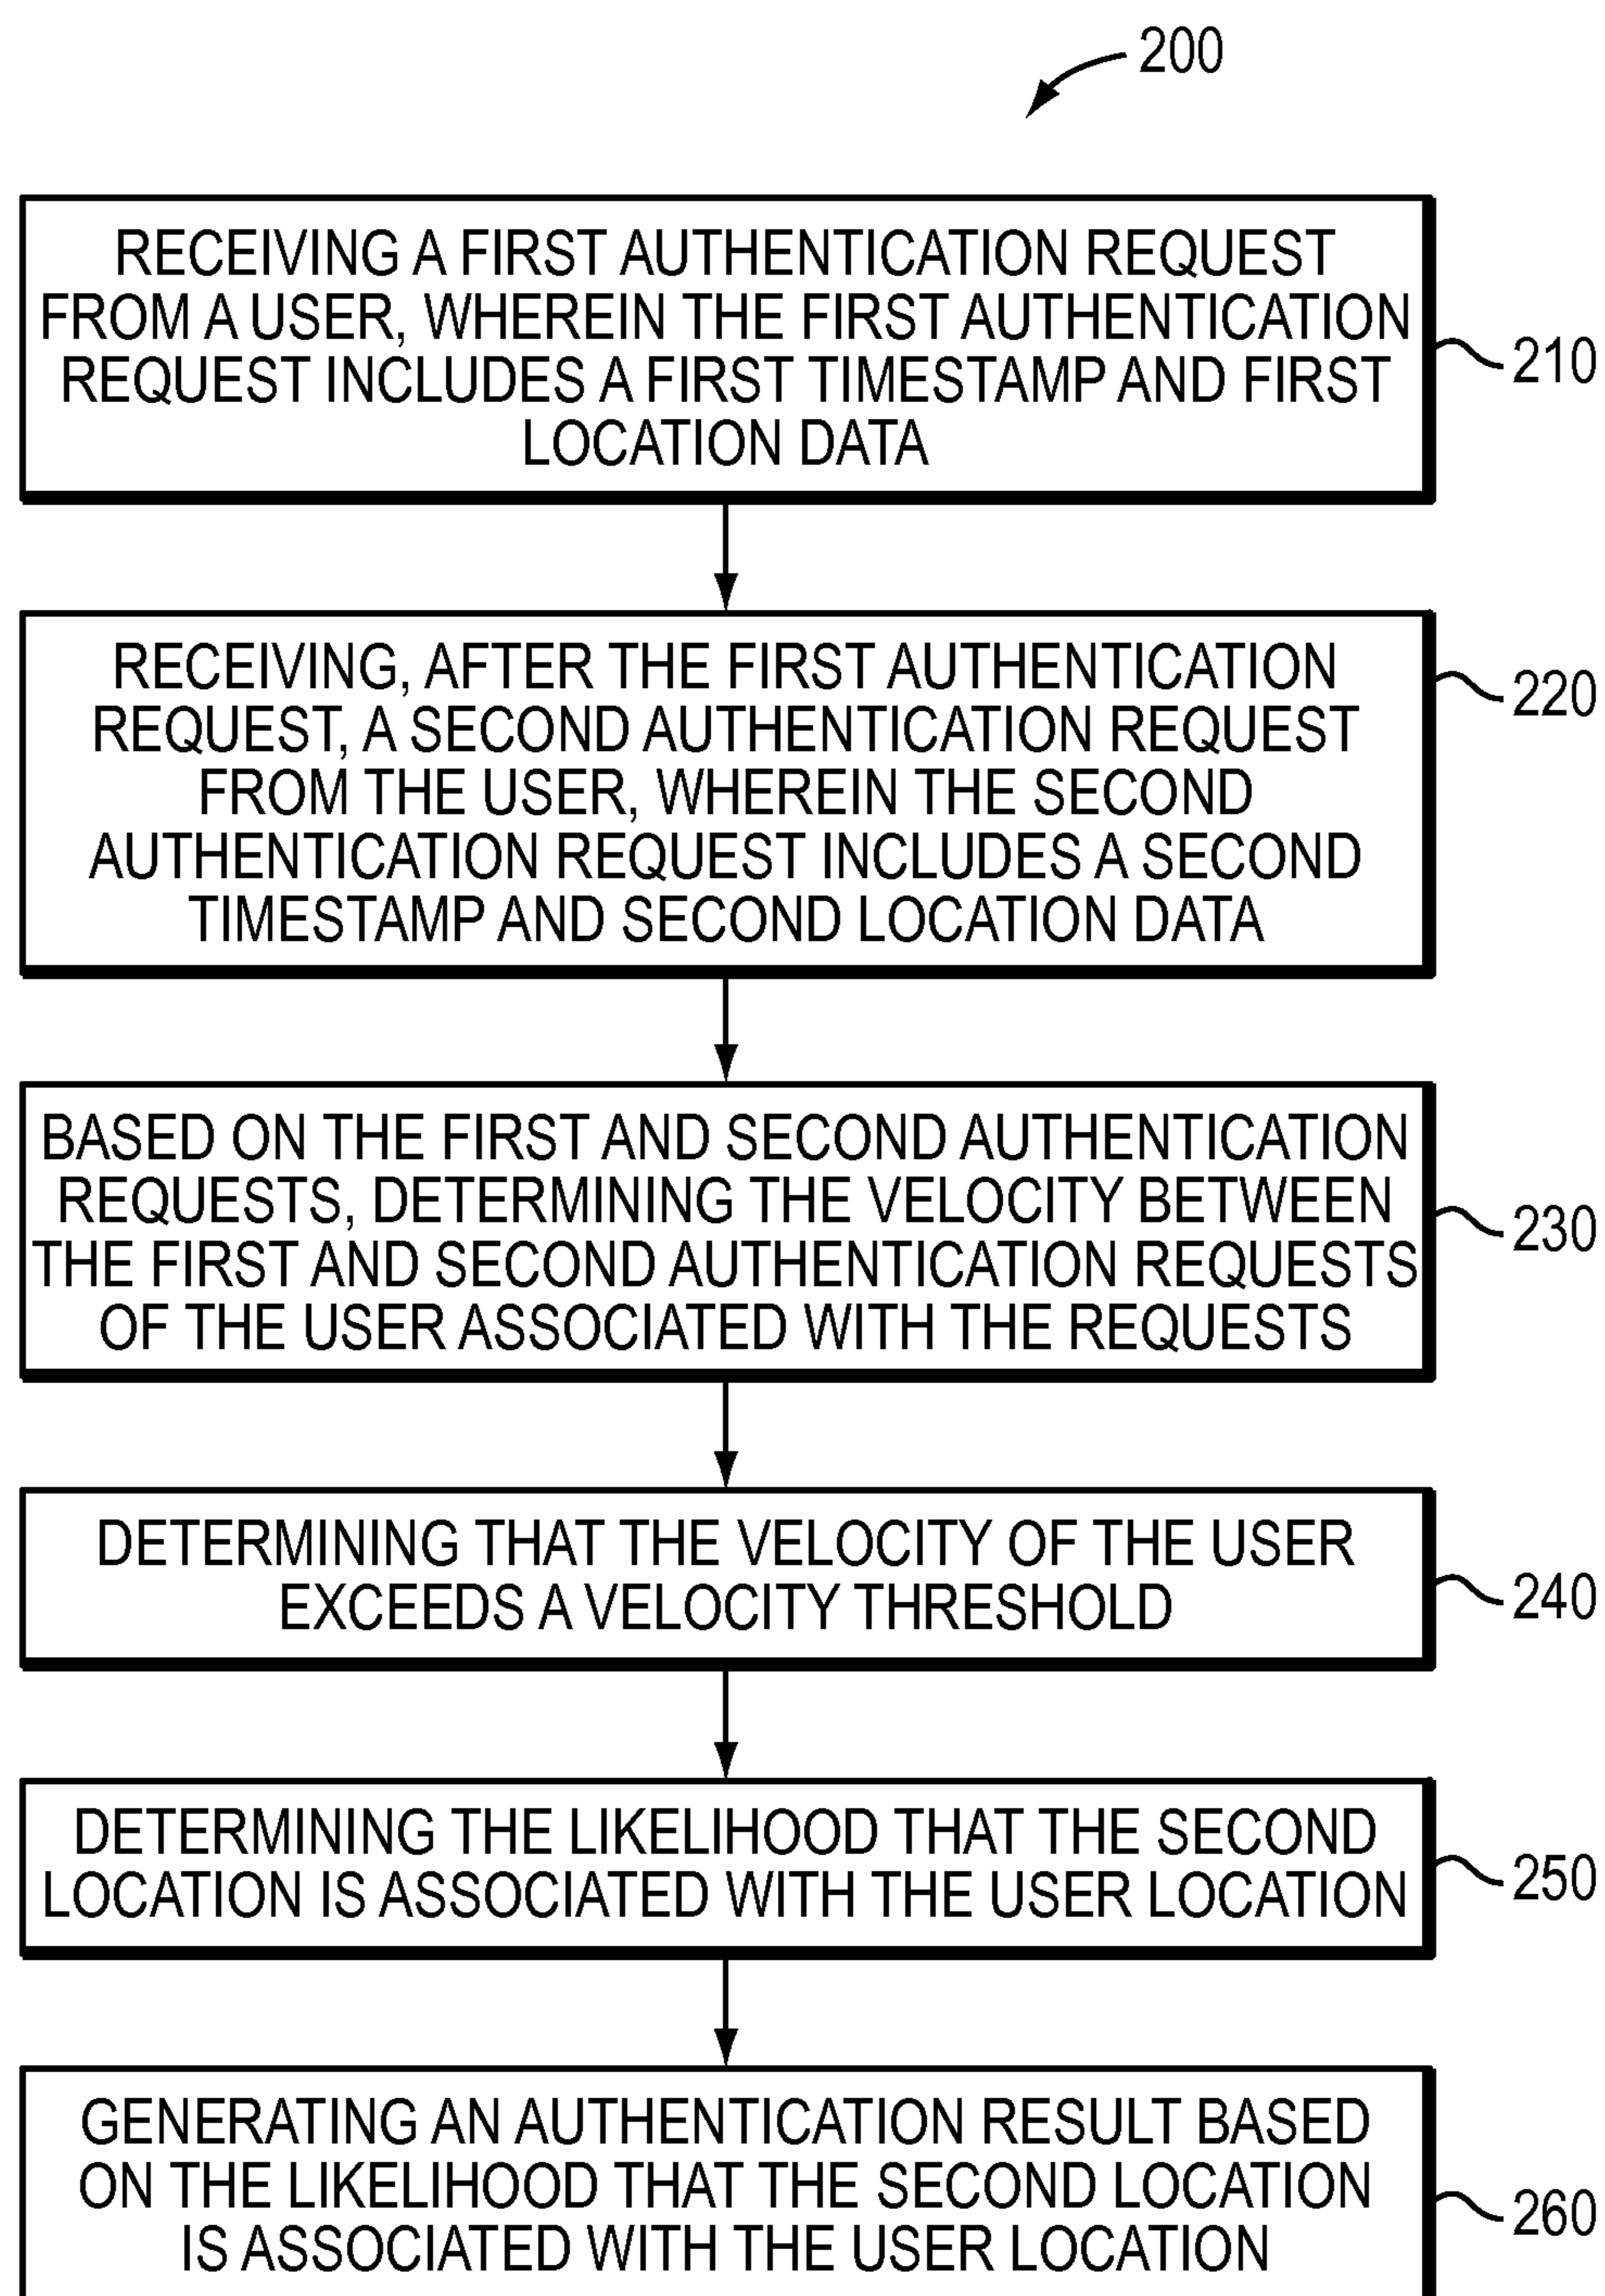 200
RECEIVING A FIRST AUTHENTICATION REQUEST
FROM A USER, WHEREIN THE FIRST AUTHENTICATION
REQUEST INCLUDES A FIRST TIMESTAMP AND FIRST
LOCATION DATA
210
RECEIVING, AFTER THE FIRST AUTHENTICATION
REQUEST, A SECOND AUTHENTICATION REQUEST
FROM THE USER, WHEREIN THE SECOND
AUTHENTICATION REQUEST INCLUDES A SECOND
TIMESTAMP AND SECOND LOCATION DATA
220
BASED ON THE FIRST AND SECOND AUTHENTICATION
REQUESTS, DETERMINING THE VELOCITY BETWEEN
THE FIRST AND SECOND AUTHENTICATION REQUESTS
OF THE USER ASSOCIATED WITH THE REQUESTS
230
DETERMINING THAT THE VELOCITY OF THE USER
EXCEEDS A VELOCITY THRESHOLD
240
DETERMINING THE LIKELIHOOD THAT THE SECOND
LOCATION IS ASSOCIATED WITH THE USER LOCATION
250
GENERATING AN AUTHENTICATION RESULT BASED
ON THE LIKELIHOOD THAT THE SECOND LOCATION
IS ASSOCIATED WITH THE USER LOCATION
260